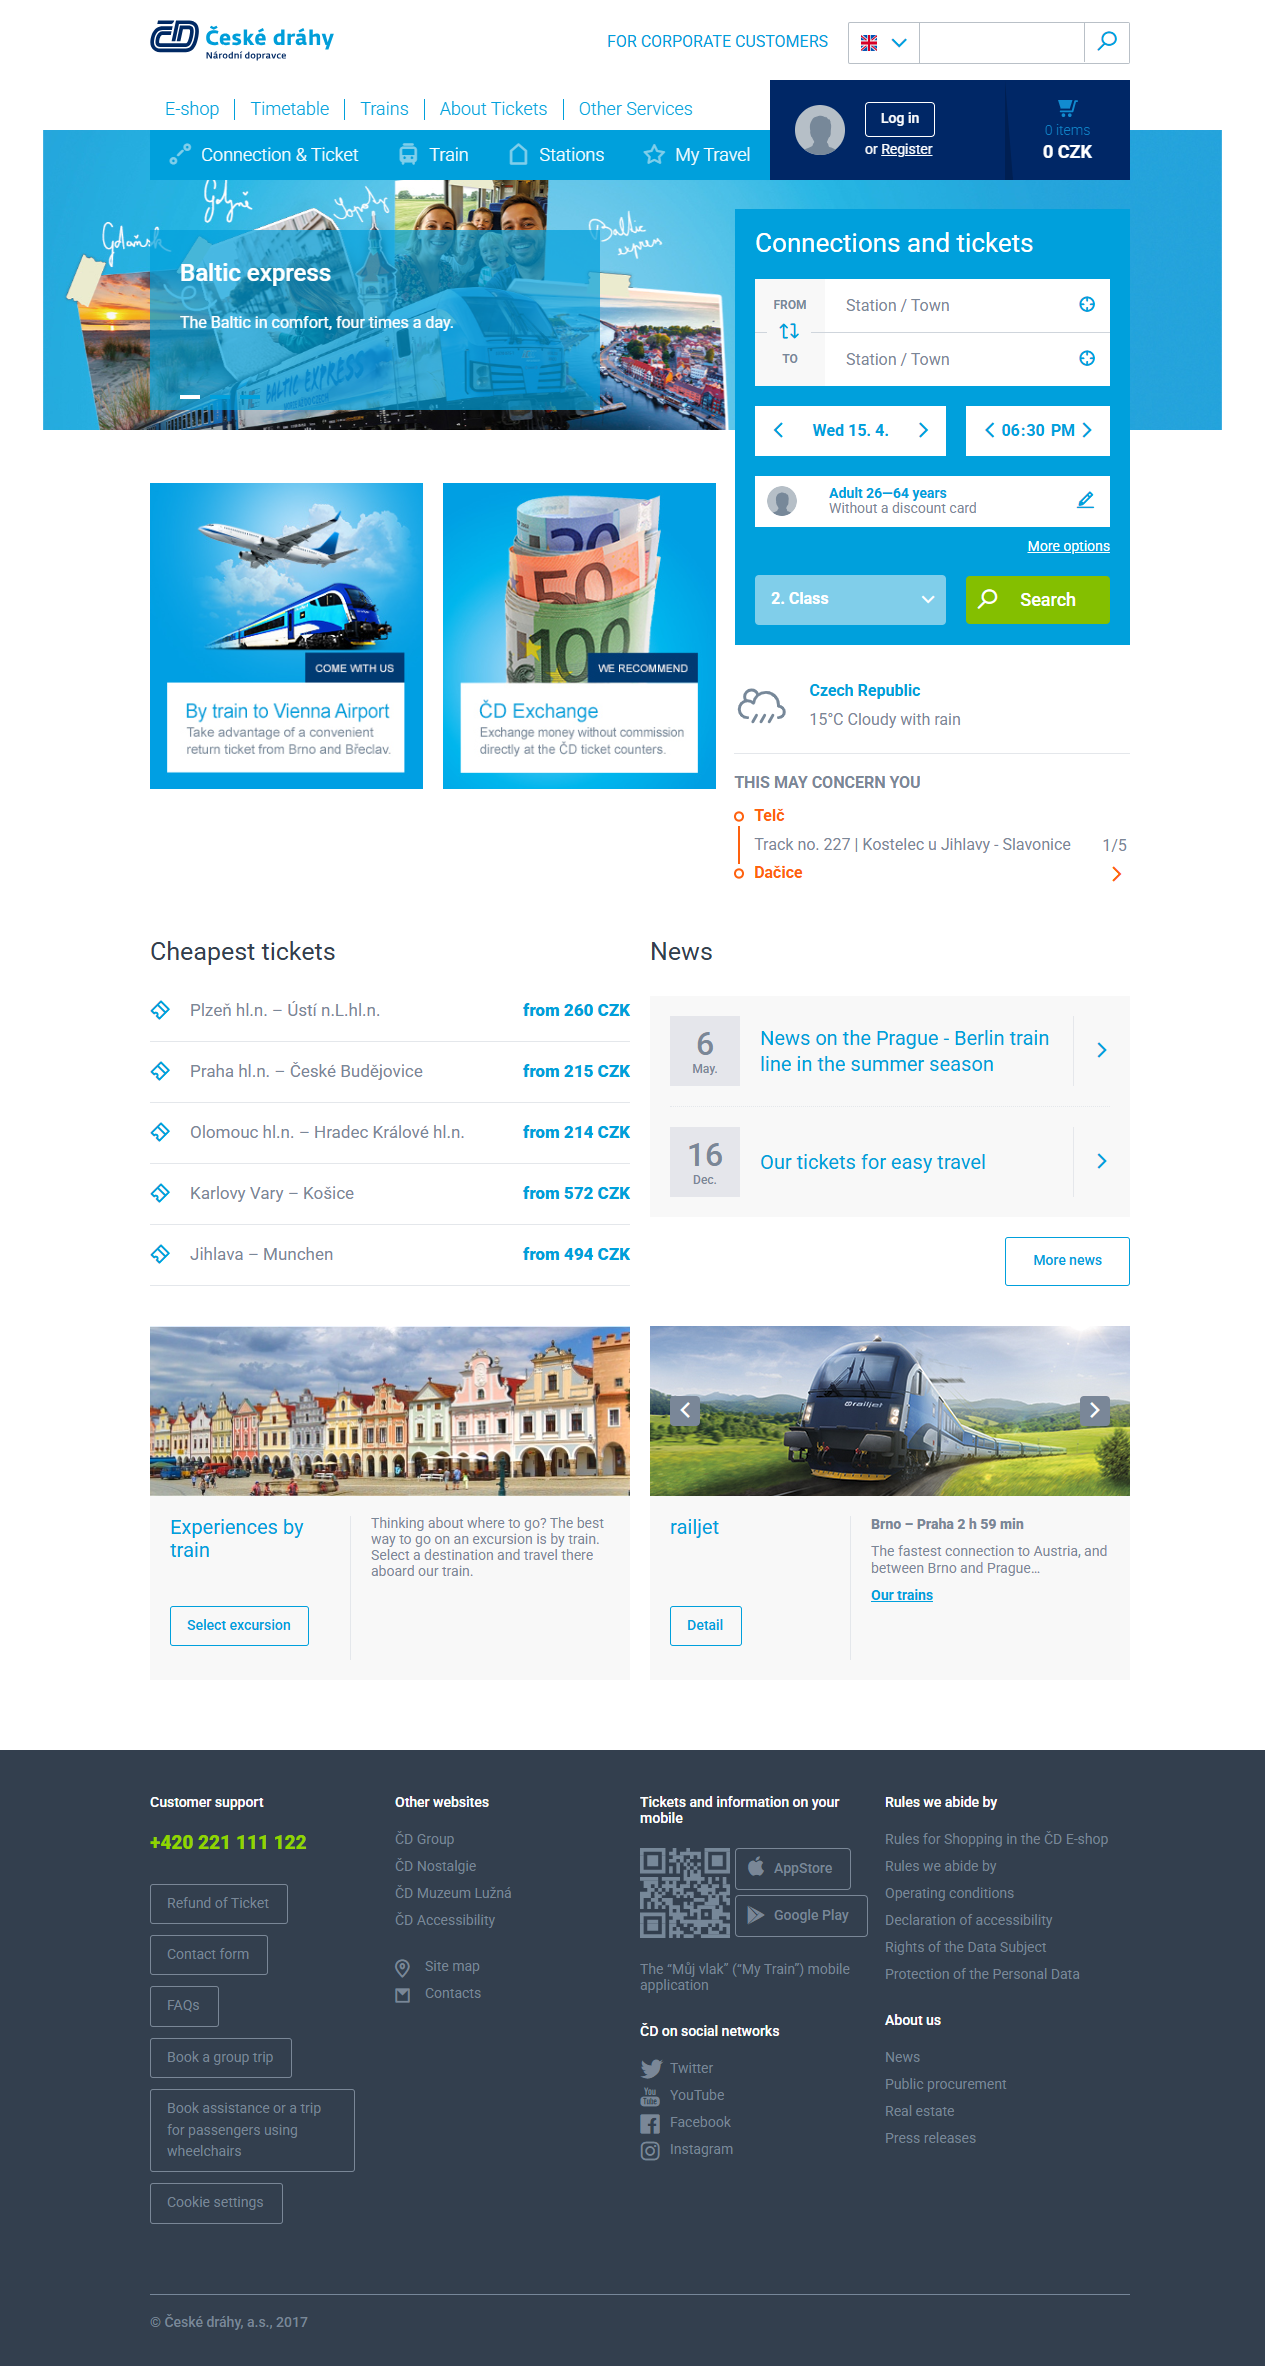 ČD České dráhy
Národní dopravce
FOR CORPORATE CUSTOMERS
E-shop
Timetable
Trains
About Tickets
Other Services
Log in
or Register
0 items
0 CZK
Connection & Ticket
Train
Stations
My Travel
Gdańsk
Gdyně
Sopoty
Baltic
express
Baltic express
The Baltic in comfort, four times a day.
BALTIC EXPRESS
Connections and tickets
FROM
Station / Town
TO
Station / Town
Wed 15. 4.
06:30 PM
Adult 26—64 years
Without a discount card
More options
2. Class
Search
COME WITH US
By train to Vienna Airport
Take advantage of a convenient
return ticket from Brno and Břeclav.
20
50
100
WE RECOMMEND
ČD Exchange
Exchange money without commission
directly at the ČD ticket counters.
Czech Republic
15°C Cloudy with rain
THIS MAY CONCERN YOU
Telč
Track no. 227 | Kostelec u Jihlavy - Slavonice
1/5
Dačice
Cheapest tickets
Plzeň hl.n. – Ústí n.L.hl.n.
from 260 CZK
Praha hl.n. – České Budějovice
from 215 CZK
Olomouc hl.n. – Hradec Králové hl.n.
from 214 CZK
Karlovy Vary – Košice
from 572 CZK
Jihlava – Munchen
from 494 CZK
News
6
May.
News on the Prague - Berlin train
line in the summer season
16
Dec.
Our tickets for easy travel
More news
Experiences by
train
Thinking about where to go? The best
way to go on an excursion is by train.
Select a destination and travel there
aboard our train.
Select excursion
railjet
railjet
Brno – Praha 2 h 59 min
The fastest connection to Austria, and
between Brno and Prague...
Our trains
Detail
Customer support
+420 221 111 122
Refund of Ticket
Contact form
FAQs
Book a group trip
Book assistance or a trip
for passengers using
wheelchairs
Cookie settings
Other websites
ČD Group
ČD Nostalgie
ČD Muzeum Lužná
ČD Accessibility
Site map
Contacts
Tickets and information on your
mobile
AppStore
Google Play
The “Můj vlak” (“My Train”) mobile
application
ČD on social networks
Twitter
You
Tube
YouTube
Facebook
Instagram
Rules we abide by
Rules for Shopping in the ČD E-shop
Rules we abide by
Operating conditions
Declaration of accessibility
Rights of the Data Subject
Protection of the Personal Data
About us
News
Public procurement
Real estate
Press releases
© České dráhy, a.s., 2017